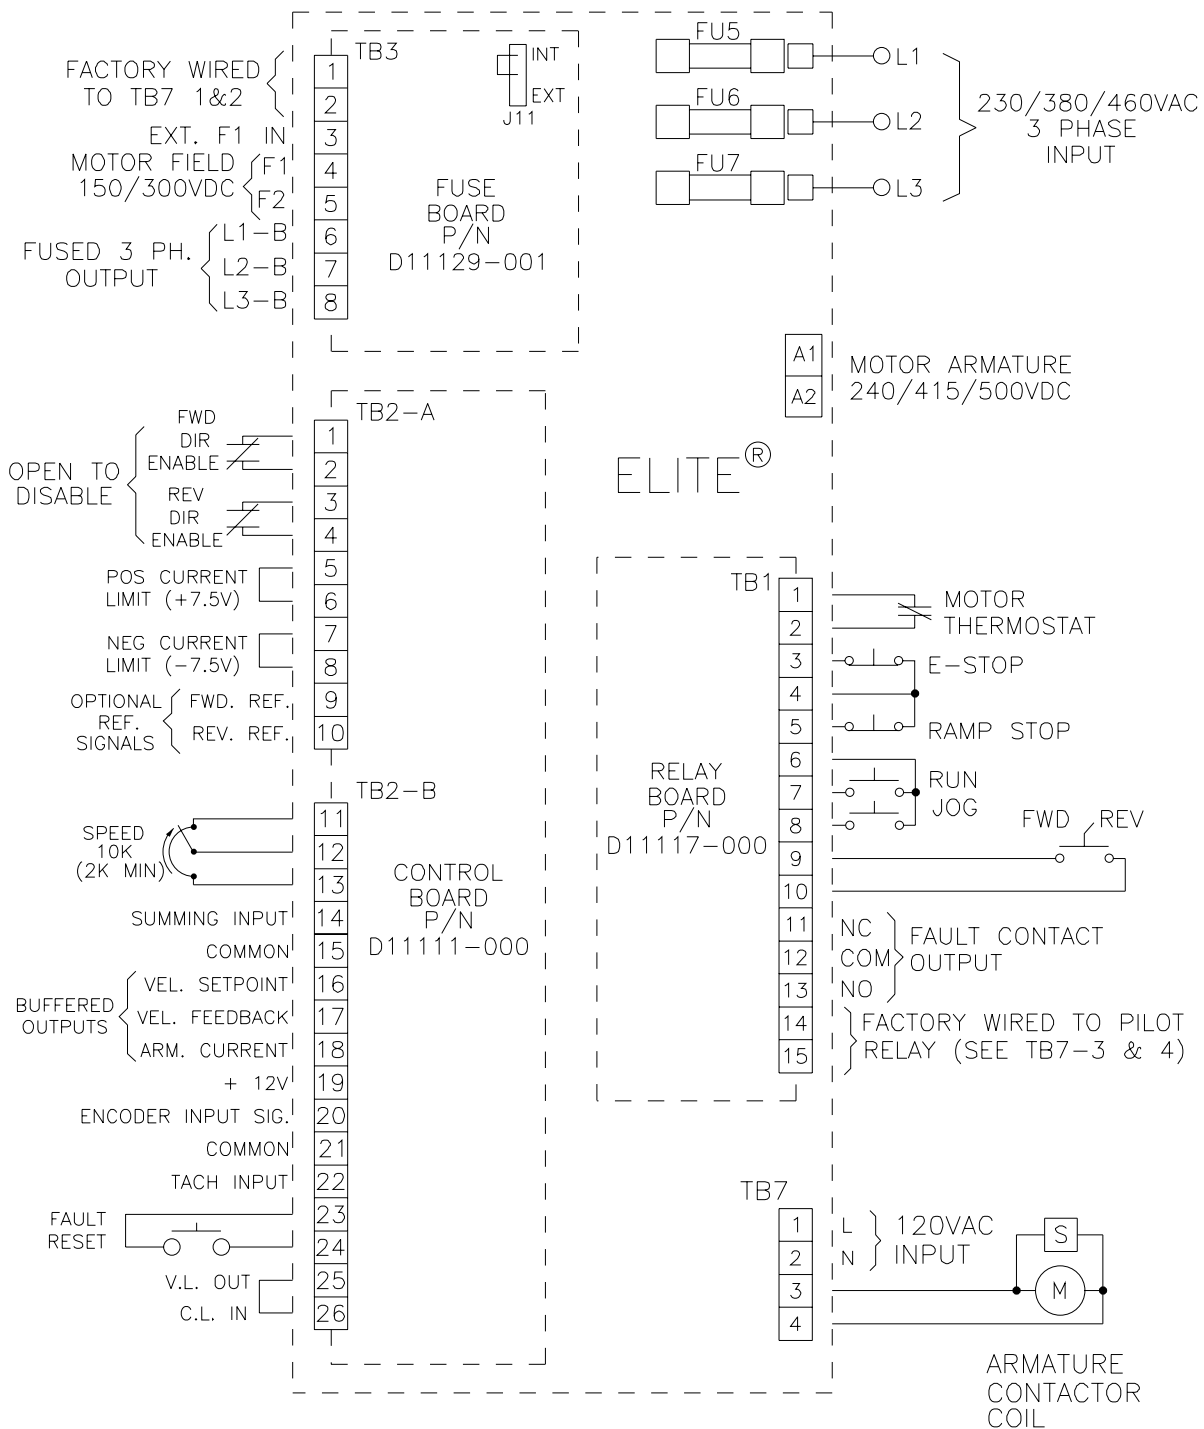 TB3
FACTORY WIRED
TO TB7 1&2
EXT. F1 IN
MOTOR FIELD
150/300VDC
F1
F2
FUSED 3 PH.
OUTPUT
L1-B
L2-B
L3-B
1
2
3
4
5
6
7
8
INT
EXT
J11
FUSE
BOARD
P/N
D11129-001
FU5
L1
FU6
L2
FU7
L3
230/380/460VAC
3 PHASE
INPUT
A1
A2
MOTOR ARMATURE
240/415/500VDC
ELITE®
TB2-A
OPEN TO
DISABLE
FWD
DIR
ENABLE
REV
DIR
ENABLE
POS CURRENT
LIMIT (+7.5V)
NEG CURRENT
LIMIT (-7.5V)
OPTIONAL
REF.
SIGNALS
FWD. REF.
REV. REF.
1
2
3
4
5
6
7
8
9
10
TB2-B
SPEED
10K
(2K MIN)
SUMMING INPUT
COMMON
BUFFERED
OUTPUTS
VEL. SETPOINT
VEL. FEEDBACK
ARM. CURRENT
+ 12V
ENCODER INPUT SIG.
COMMON
TACH INPUT
FAULT
RESET
V.L. OUT
C.L. IN
11
12
13
14
15
16
17
18
19
20
21
22
23
24
25
26
CONTROL
BOARD
P/N
D11111-000
TB1
RELAY
BOARD
P/N
D11117-000
1
2
3
4
5
6
7
8
9
10
11
12
13
14
15
MOTOR
THERMOSTAT
E-STOP
RAMP STOP
RUN
JOG
FWD
REV
NC
COM
NO
FAULT CONTACT
OUTPUT
FACTORY WIRED TO PILOT
RELAY (SEE TB7-3 & 4)
TB7
1
2
3
4
L
N
120VAC
INPUT
S
M
ARMATURE
CONTACTOR
COIL